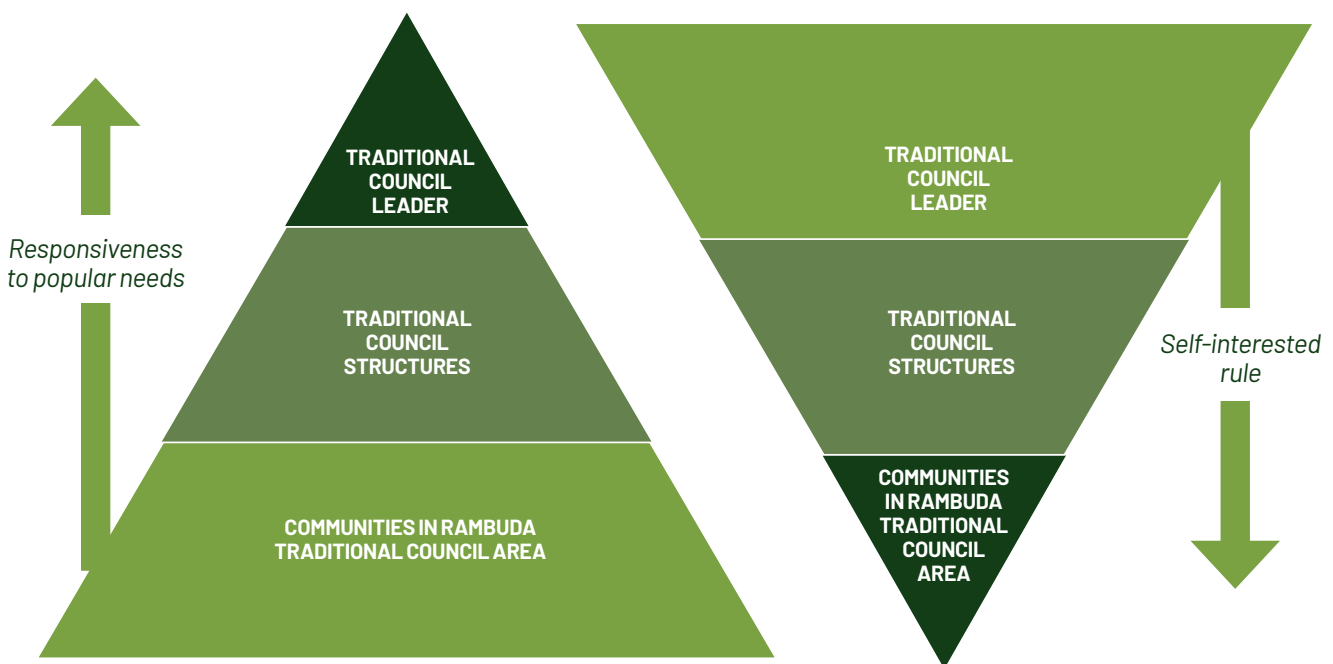 Responsiveness
to popular needs
TRADITIONAL
COUNCIL
LEADER
TRADITIONAL
COUNCIL
STRUCTURES
COMMUNITIES IN RAMBUDA
TRADITIONAL COUNCIL AREA
TRADITIONAL
COUNCIL
LEADER
TRADITIONAL
COUNCIL
STRUCTURES
COMMUNITIES
IN RAMBUDA
TRADITIONAL
COUNCIL
AREA
Self-interested
rule